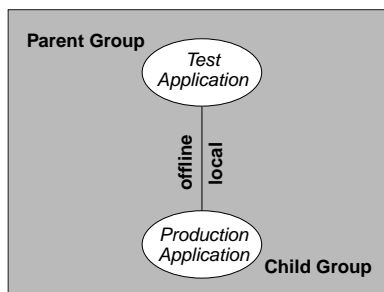 Parent Group
Test
Application
offline
local
Production
Application
Child Group